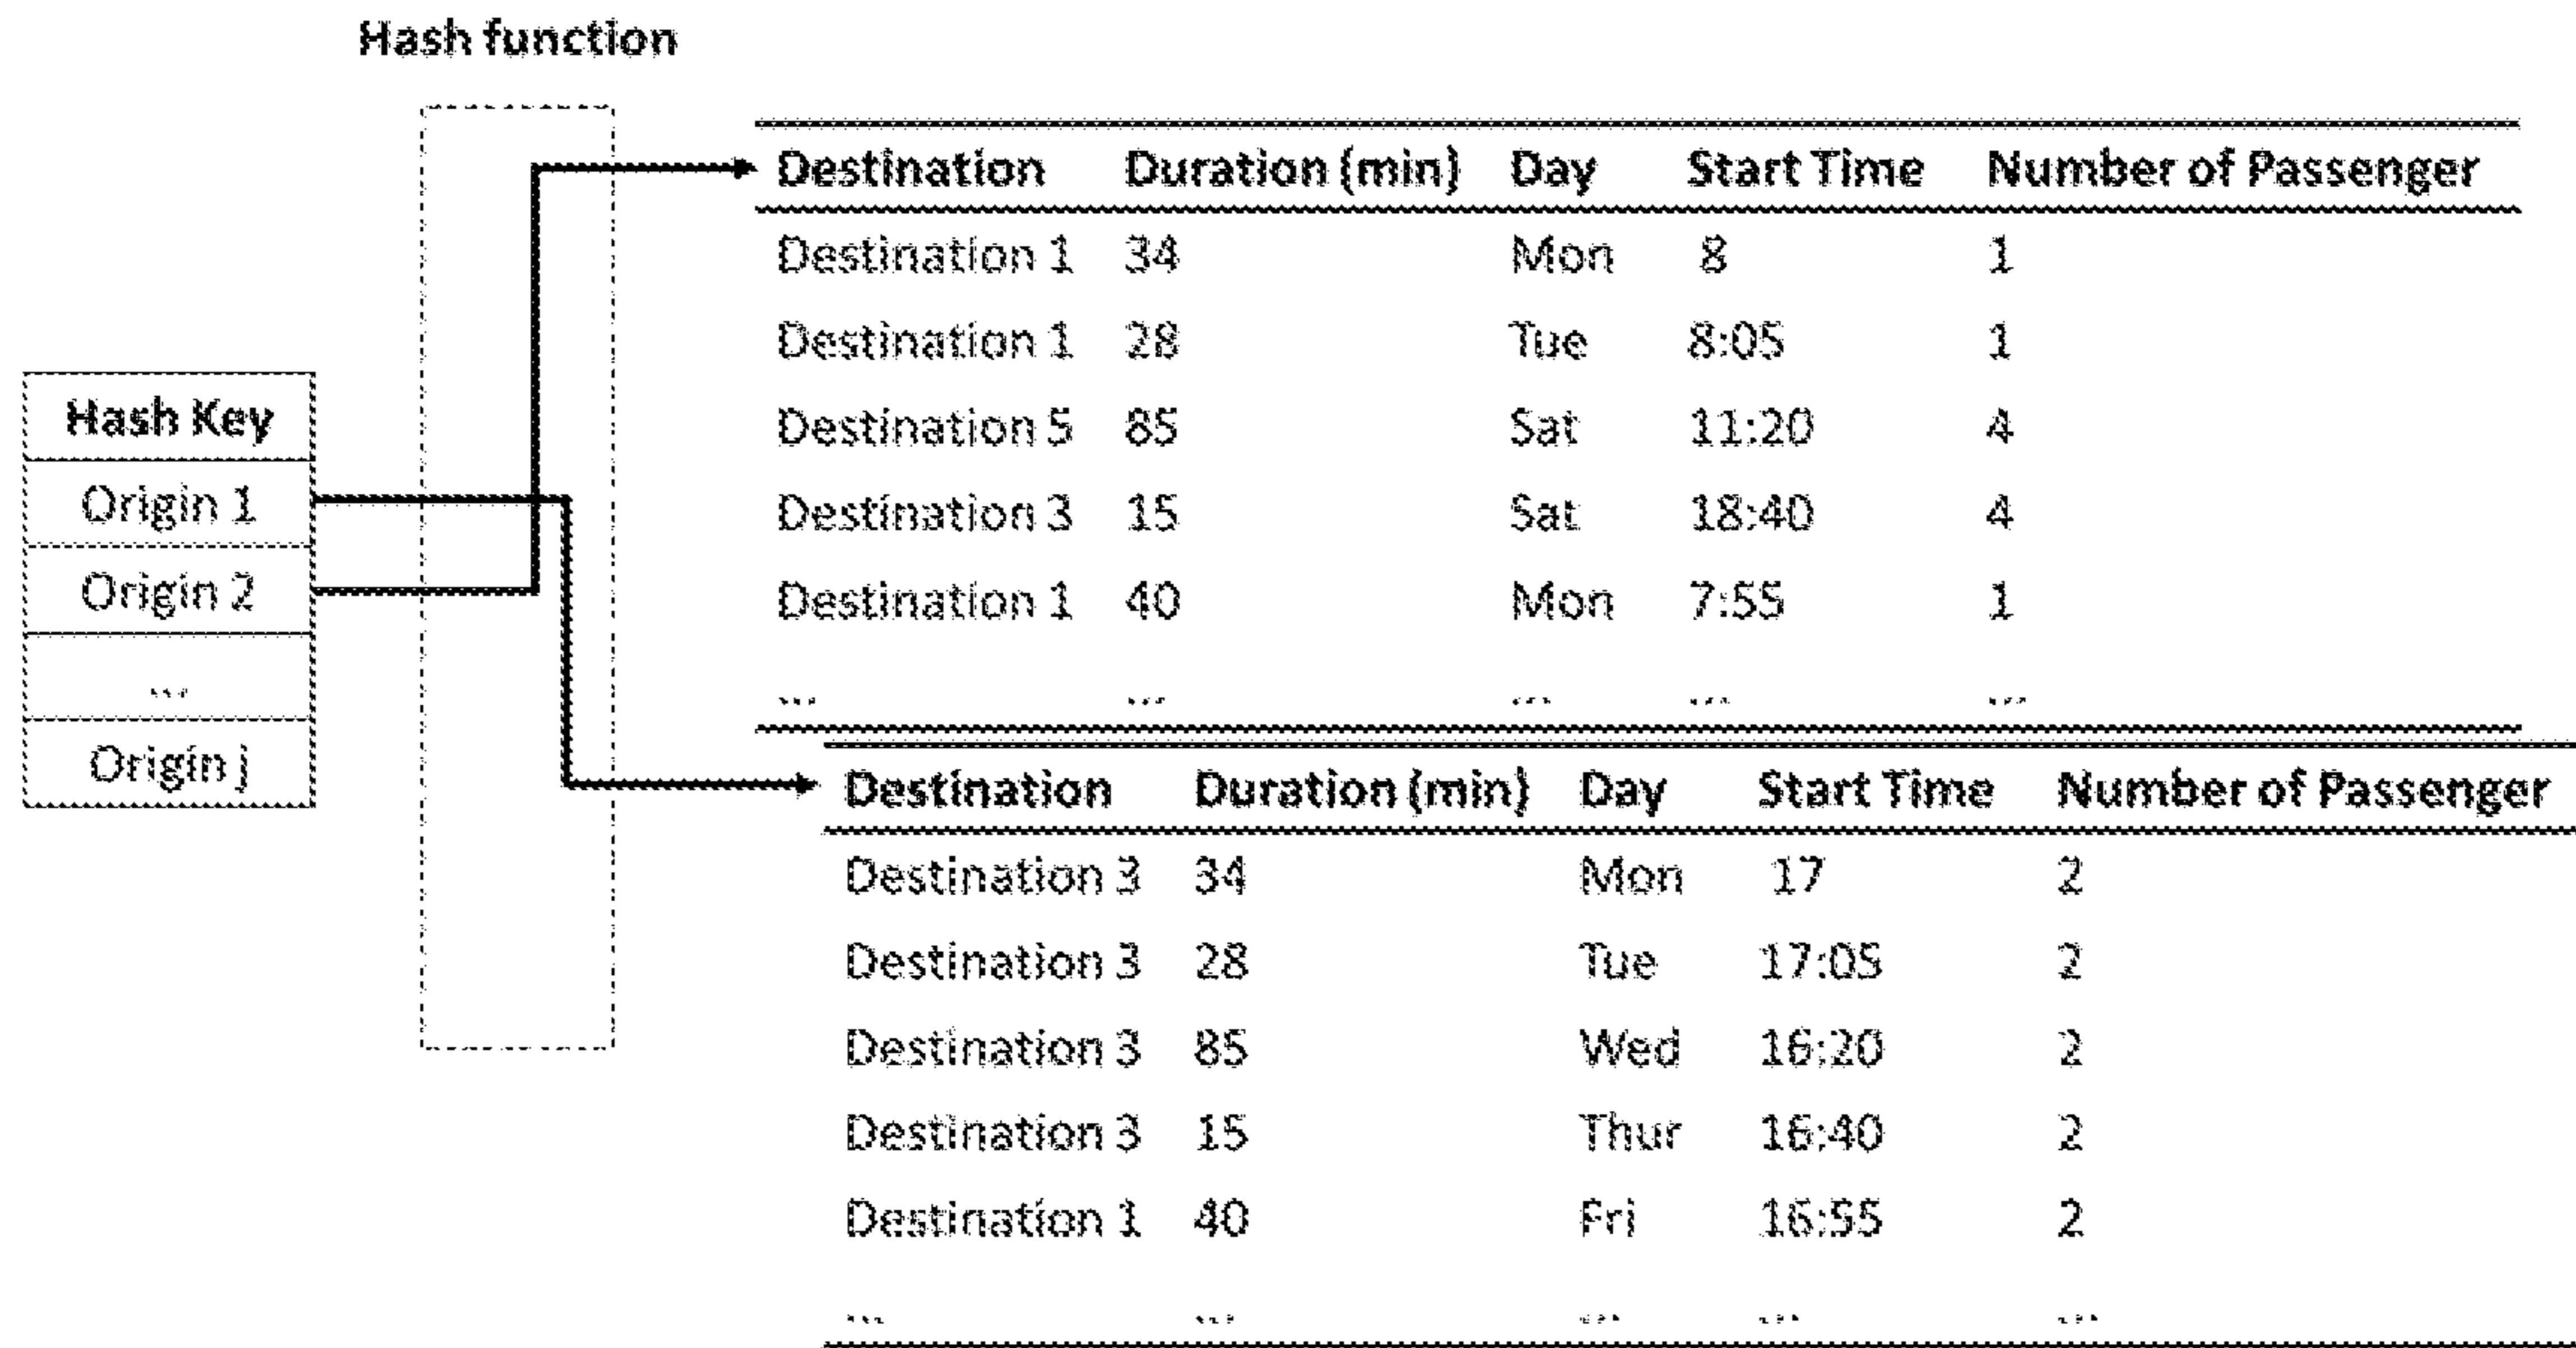 Hash function
Hash Key
Origin 1
Origin 2
...
Origin j
Destination Duration (min) Day Start Time Number of Passenger
Destination 1 34 Mon 8 1
Destination 1 28 Tue 8:05 1
Destination 5 85 Sat 11:20 4
Destination 3 15 Sat 18:40 4
Destination 1 40 Mon 7:55 1
... ... ... ... ...
Destination Duration (min) Day Start Time Number of Passenger
Destination 3 34 Mon 17 2
Destination 3 28 Tue 17:05 2
Destination 3 85 Wed 16:20 2
Destination 3 15 Thur 16:40 2
Destination 1 40 Fri 16:55 2
... ... ... ... ...